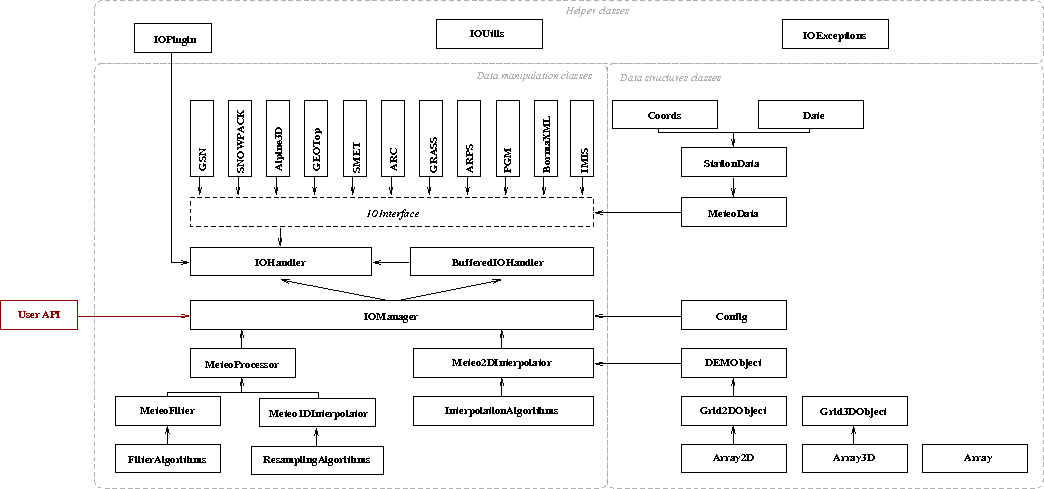 Helper classes
IOPlugin
IOUtils
IOExceptions
Data manipulation classes
Data structures classes
GSN
SNOWPACK
Alpine3D
GEOTop
SMET
ARC
GRASS
ARPS
PGM
BormaXML
IMIS
Coords
Date
StationData
IOInterface
MeteoData
IOHandler
BufferedIOHandler
User API
IOManager
Config
MeteoProcessor
Meteo2DInterpolator
DEMObject
MeteoFilter
Meteo1DInterpolator
InterpolationAlgorithms
Grid2DObject
Grid3DObject
FilterAlgorithms
ResamplingAlgorithms
Array2D
Array3D
Array